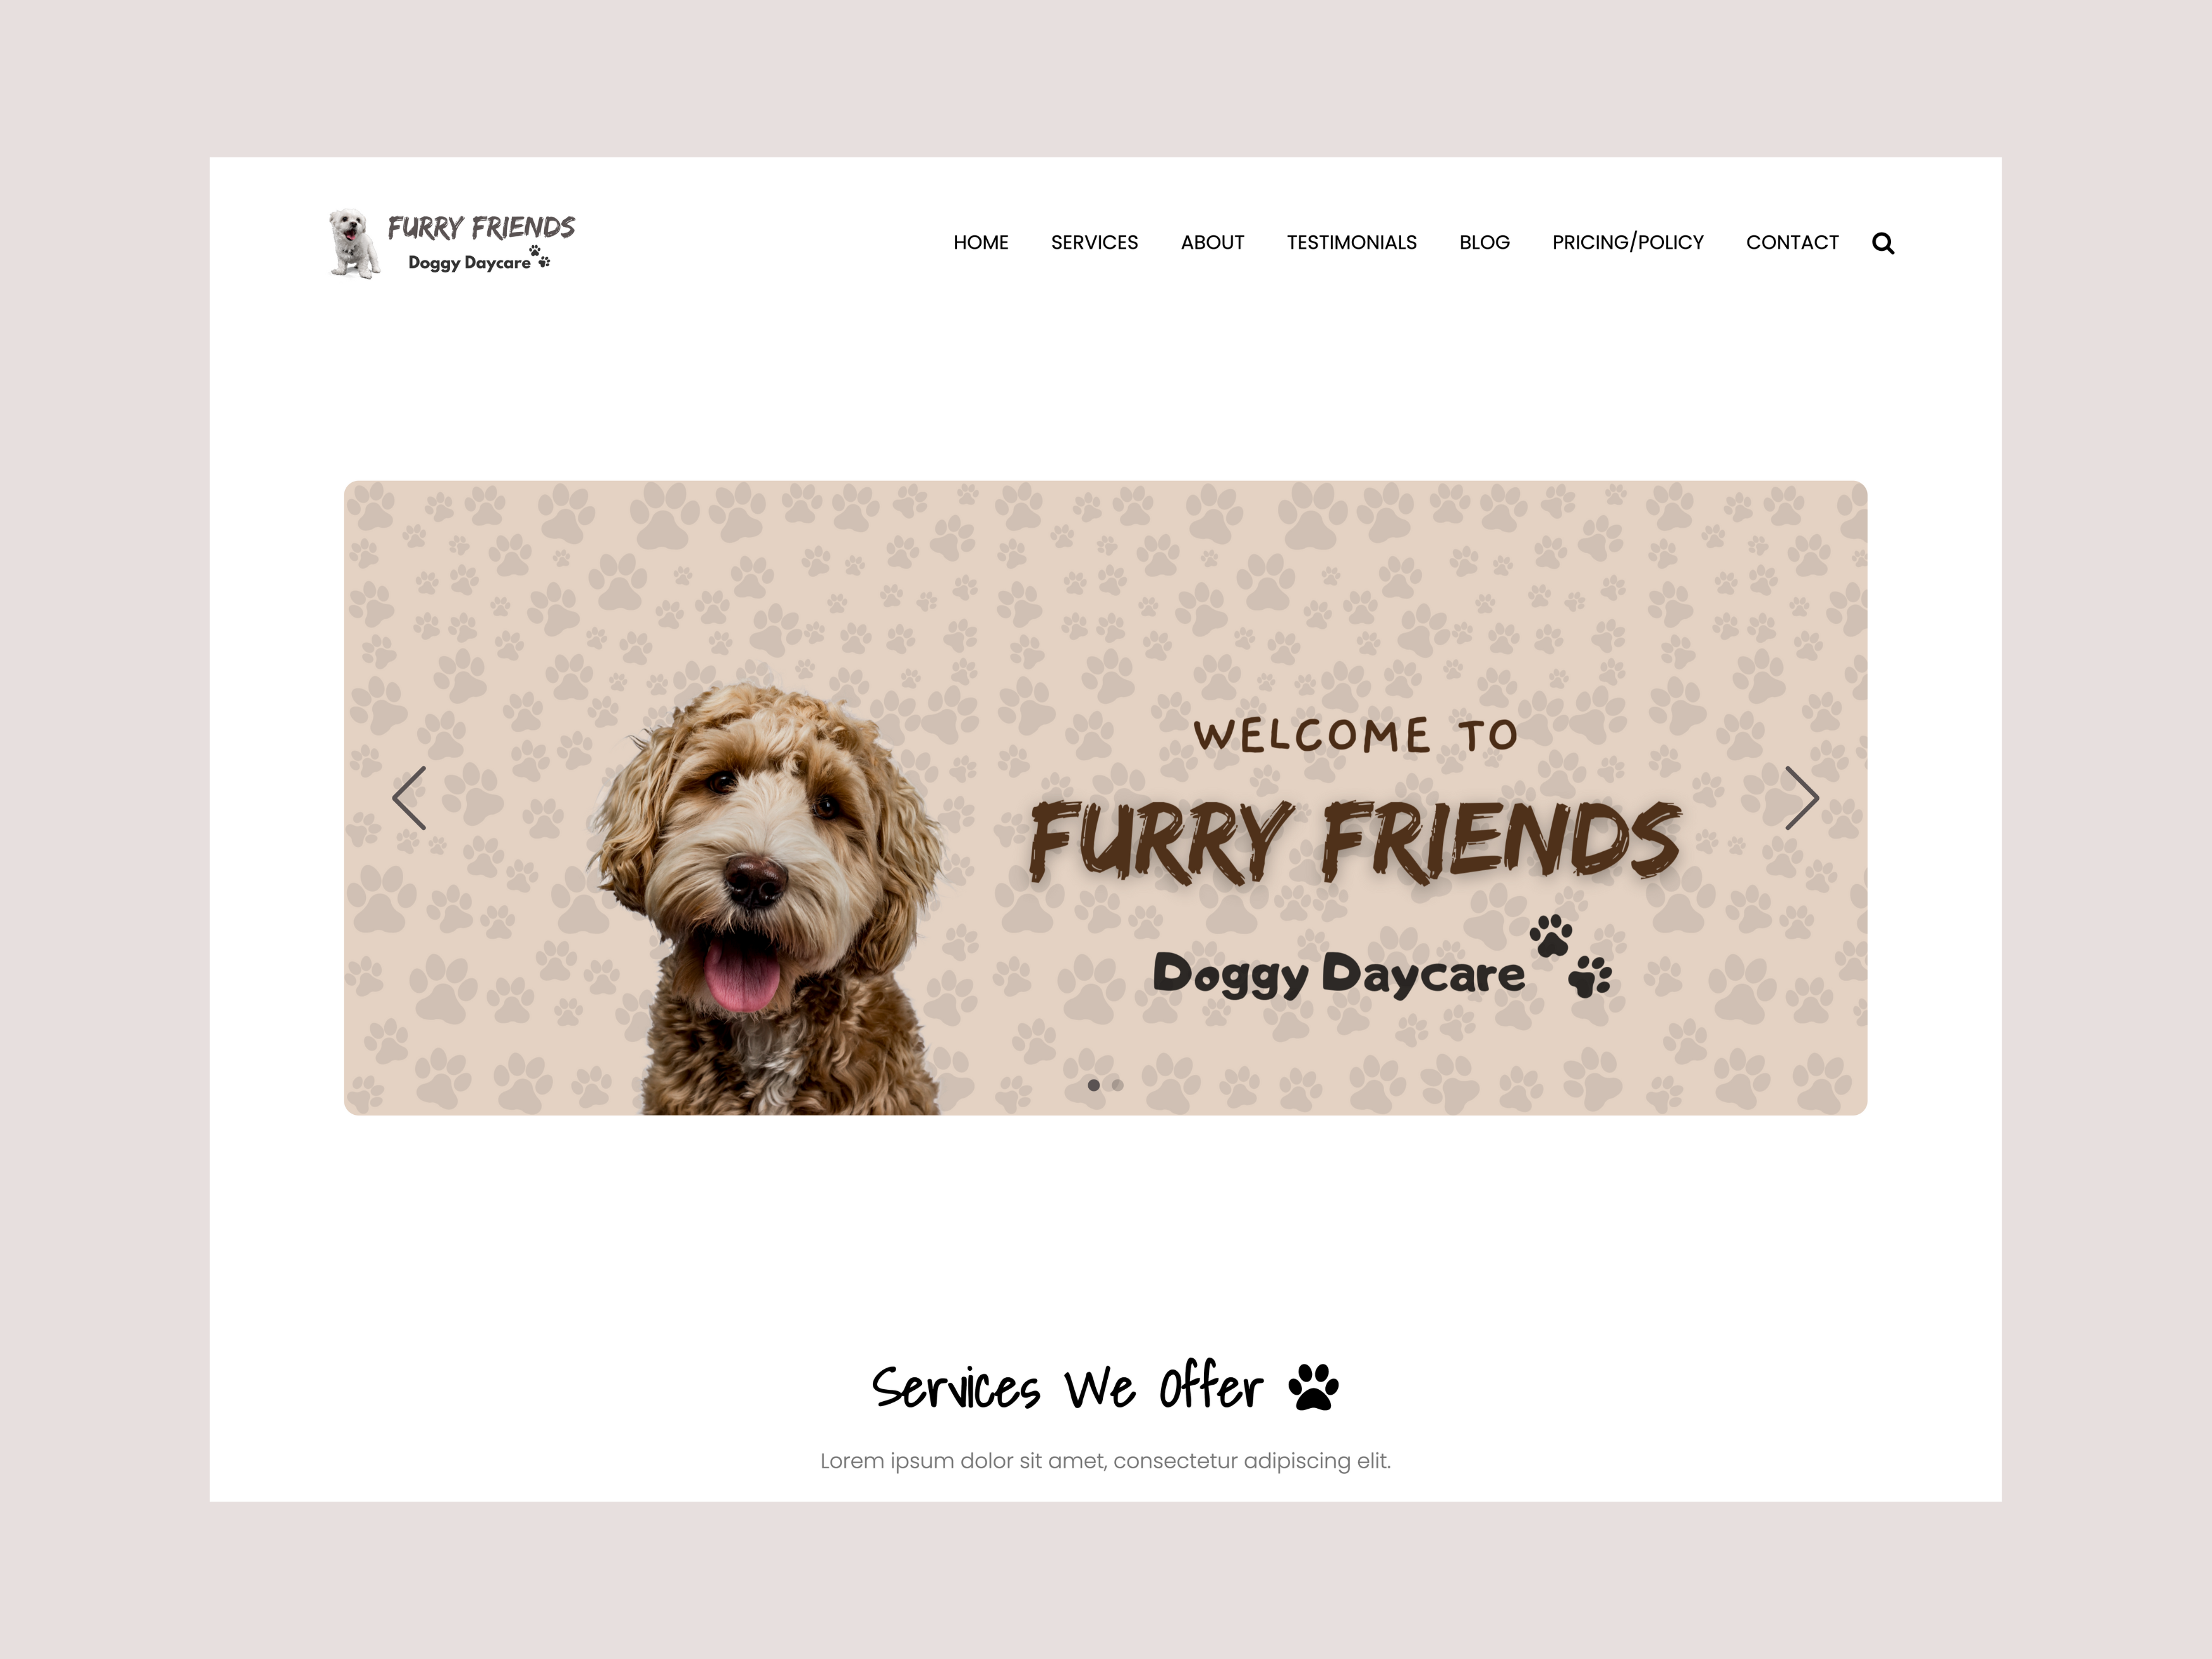 FURRY FRIENDS
Doggy Daycare
HOME SERVICES ABOUT TESTIMONIALS BLOG PRICING/POLICY CONTACT
WELCOME TO
FURRY FRIENDS
Doggy Daycare
Services We Offer
Lorem ipsum dolor sit amet, consectetur adipiscing elit.